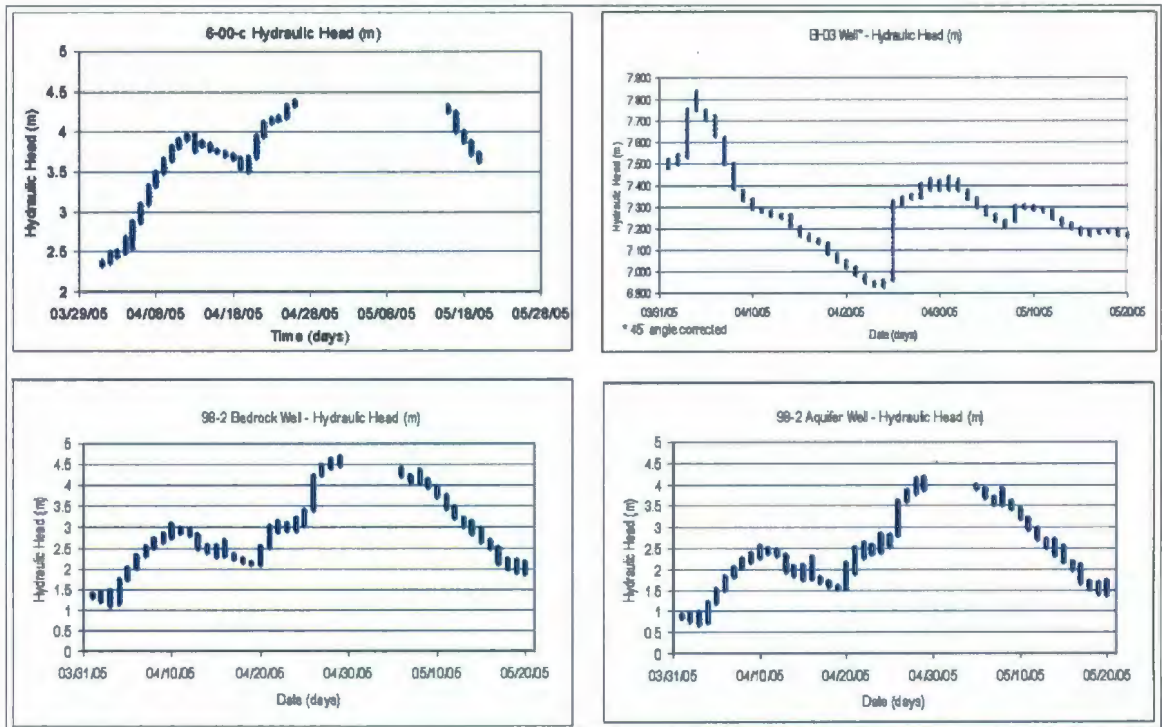 6-00-c Hydraulic Head (m)
Hydraulic Head (m)
5
4.5
4
3.5
3
2.5
2
03/29/05 04/08/05 04/18/05 04/28/05 05/08/05 05/18/05 05/28/05
Time (days)
BH-03 Well* - Hydraulic Head (m)
Hydraulic Head (m)
7.800
7.800
7.700
7.600
7.500
7.400
7.300
7.200
7.100
7.000
6.900
03/31/05 04/10/05 04/20/05 04/30/05 05/10/05 05/20/05
* 45 angle corrected
Date (days)
98-2 Bedrock Well - Hydraulic Head (m)
Hydraulic Head (m)
5
4.5
4
3.5
3
2.5
2
1.5
1
0.5
0
03/31/05 04/10/05 04/20/05 04/30/05 05/10/05 05/20/05
Date (days)
98-2 Aquifer Well - Hydraulic Head (m)
Hydraulic Head (m)
5
4.5
4
3.5
3
2.5
2
1.5
1
0.5
0
03/31/05 04/10/05 04/20/05 04/30/05 05/10/05 05/20/05
Date (days)